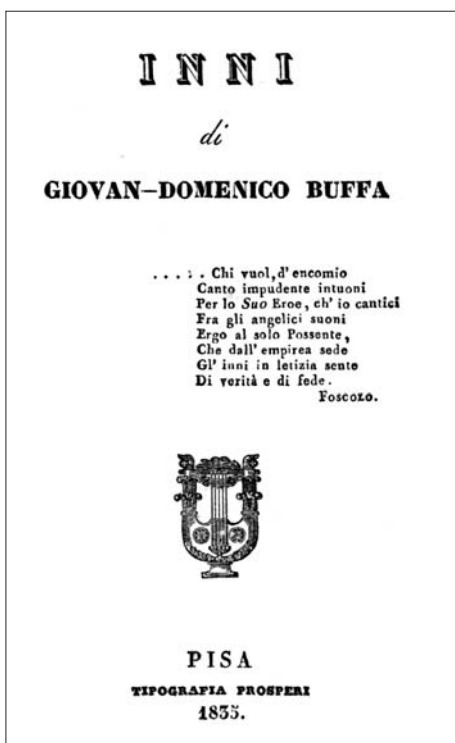 INNI
di
GIOVAN—DOMENICO BUFFA
. . . . . Chi vuol, d' encomio
Canto impudente intuoni
Per lo Suo Eroe, ch' io cantici
Fra gli angelici suoni
Ergo al solo Possente,
Che dall' empirea sede
Gl' inni in letizia sente
Di verità e di fede.
FOSCOLO.
PISA
TIPOGRAFIA PROSPERI
1835.